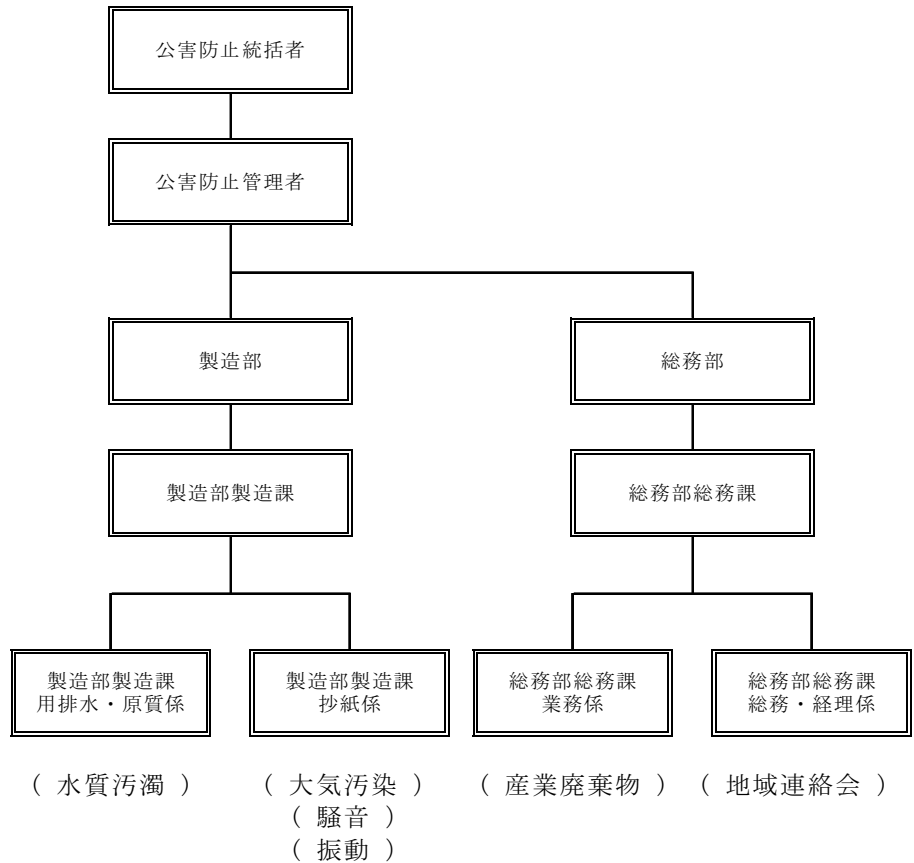 公害防止統括者
公害防止管理者
製造部
総務部
製造部製造課
総務部総務課
製造部製造課
用排水・原質係
製造部製造課
抄紙係
総務部総務課
業務係
総務部総務課
総務・経理係
( 水質汚濁 )
( 大気汚染 )
( 騒音 )
( 振動 )
( 産業廃棄物 )
( 地域連絡会 )